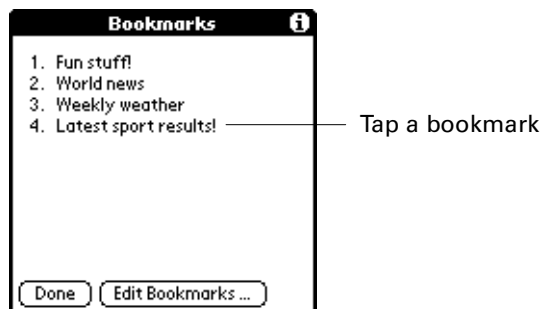 Bookmarks
1. Fun stuff!
2. World news
3. Weekly weather
4. Latest sport results!
Tap a bookmark
Done
Edit Bookmarks ...